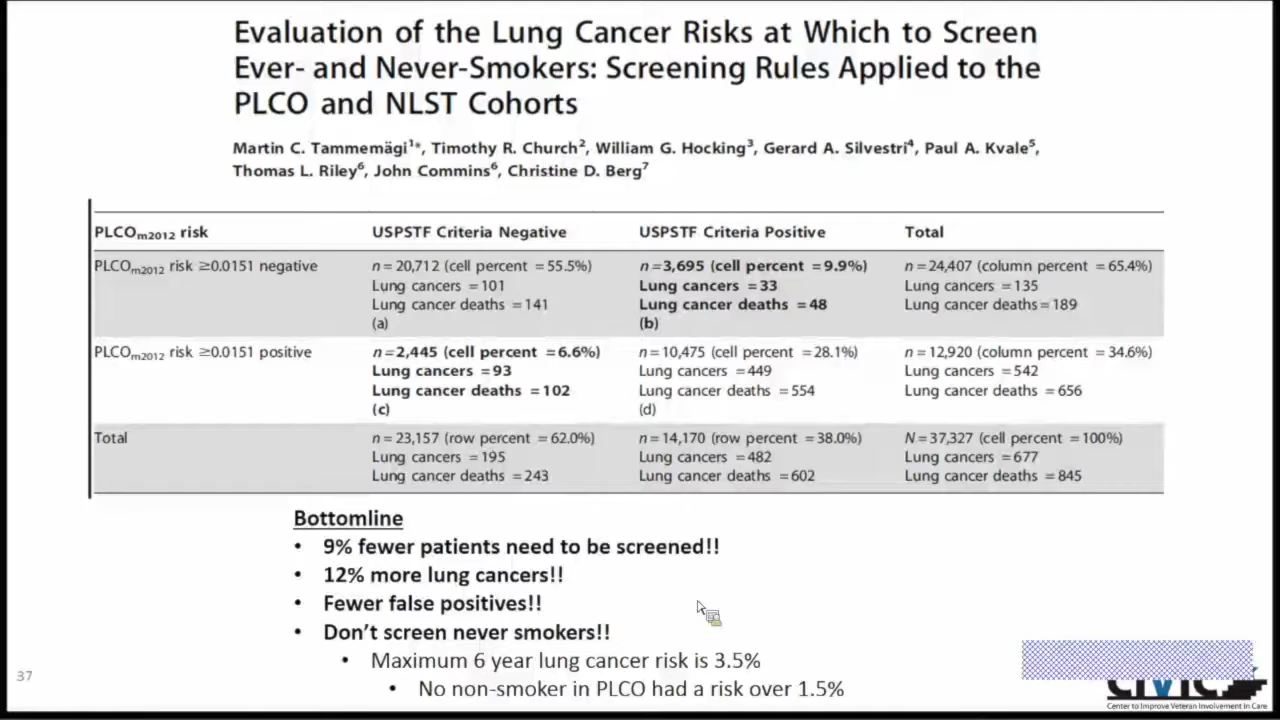 Evaluation of the Lung Cancer Risks at Which to Screen
Ever- and Never-Smokers: Screening Rules Applied to the
PLCO and NLST Cohorts
Martin C. Tammemägi1*, Timothy R. Church2, William G. Hocking3, Gerard A. Silvestri4, Paul A. Kvale5,
Thomas L. Riley6, John Commins6, Christine D. Berg7
PLCOm2012 risk USPSTF Criteria Negative USPSTF Criteria Positive Total
PLCOm2012 risk ≥0.0151 negative n=20,712 (cell percent =55.5%) n=3,695 (cell percent =9.9%) n=24,407 (column percent =65.4%)
Lung cancers =101 Lung cancers =33 Lung cancers =135
Lung cancer deaths =141 Lung cancer deaths =48 Lung cancer deaths=189
(a) (b)
PLCOm2012 risk ≥0.0151 positive n=2,445 (cell percent =6.6%) n=10,475 (cell percent =28.1%) n=12,920 (column percent =34.6%)
Lung cancers =93 Lung cancers =449 Lung cancers =542
Lung cancer deaths =102 Lung cancer deaths =554 Lung cancer deaths =656
(c) (d)
Total n=23,157 (row percent =62.0%) n=14,170 (row percent =38.0%) N=37,327 (cell percent =100%)
Lung cancers =195 Lung cancers =482 Lung cancers =677
Lung cancer deaths =243 Lung cancer deaths =602 Lung cancer deaths =845
Bottomline
• 9% fewer patients need to be screened!!
• 12% more lung cancers!!
• Fewer false positives!!
• Don't screen never smokers!!
• Maximum 6 year lung cancer risk is 3.5%
• No non-smoker in PLCO had a risk over 1.5%
37
Center to Improve Veteran Involvement in Care